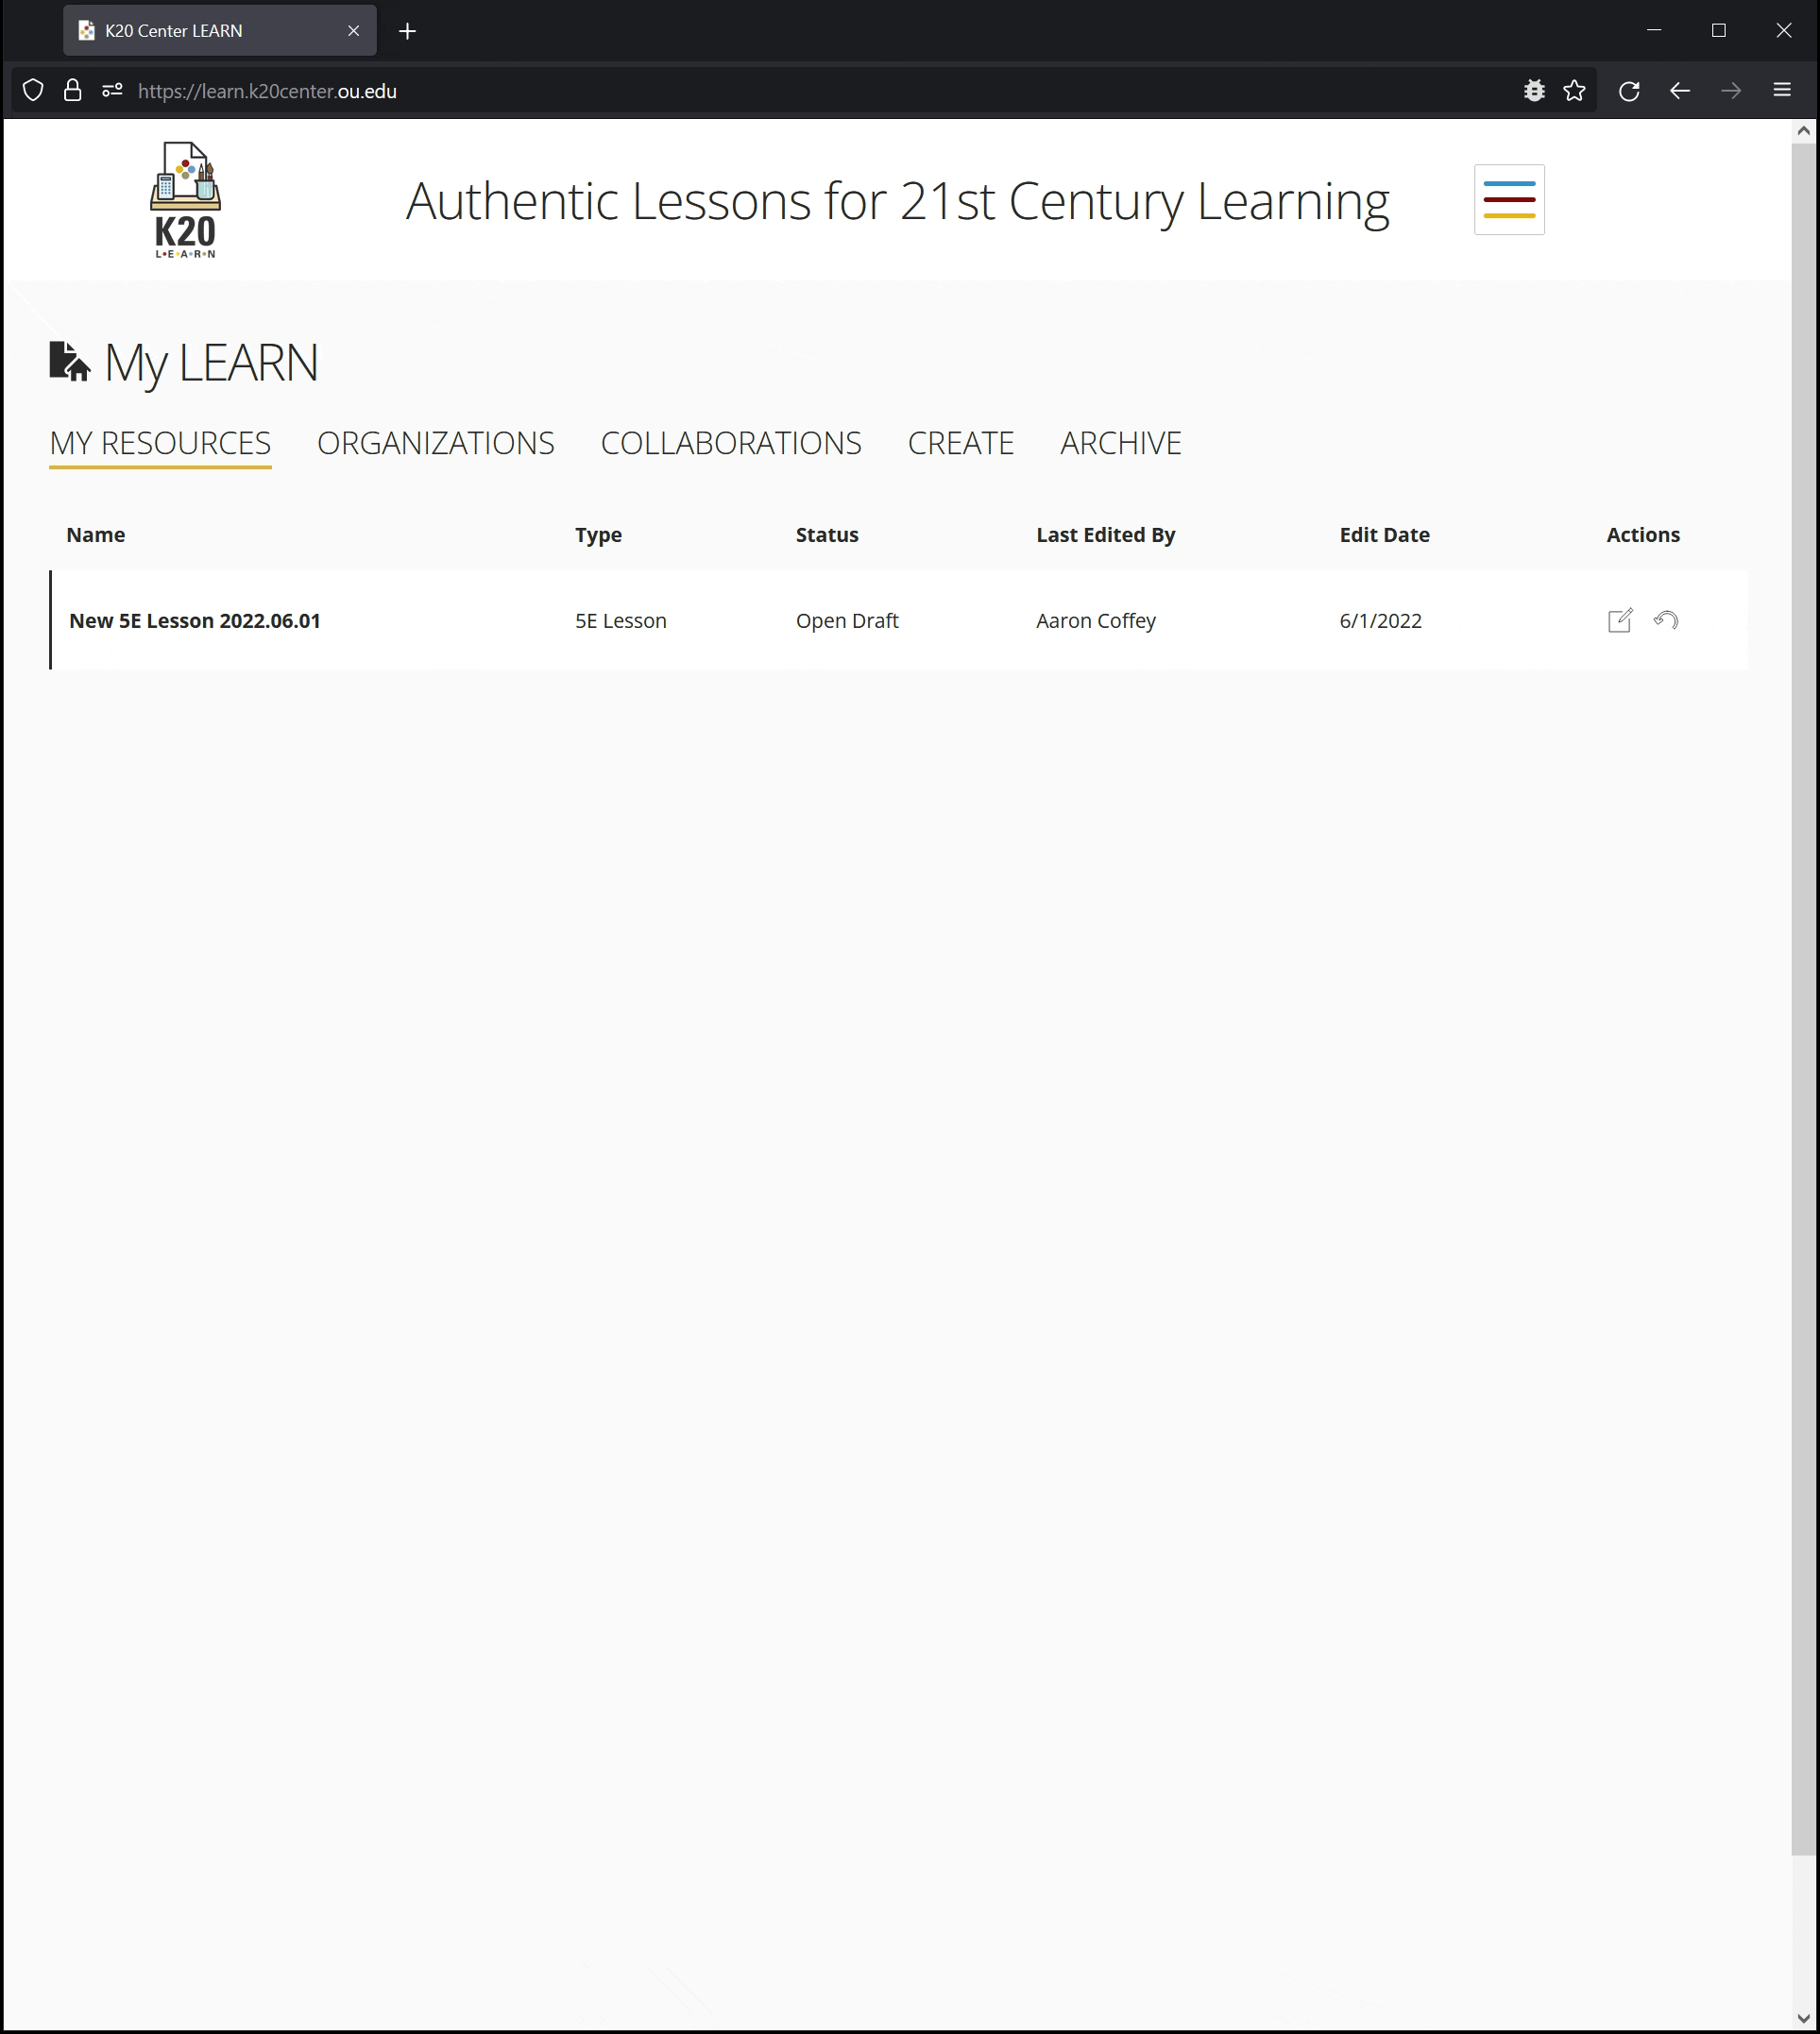 K20 Center LEARN
https://learn.k20center.ou.edu
K20
L•E•A•R•N
Authentic Lessons for 21st Century Learning
My LEARN
MY RESOURCES ORGANIZATIONS COLLABORATIONS CREATE ARCHIVE
Name Type Status Last Edited By Edit Date Actions
New 5E Lesson 2022.06.01 5E Lesson Open Draft Aaron Coffey 6/1/2022